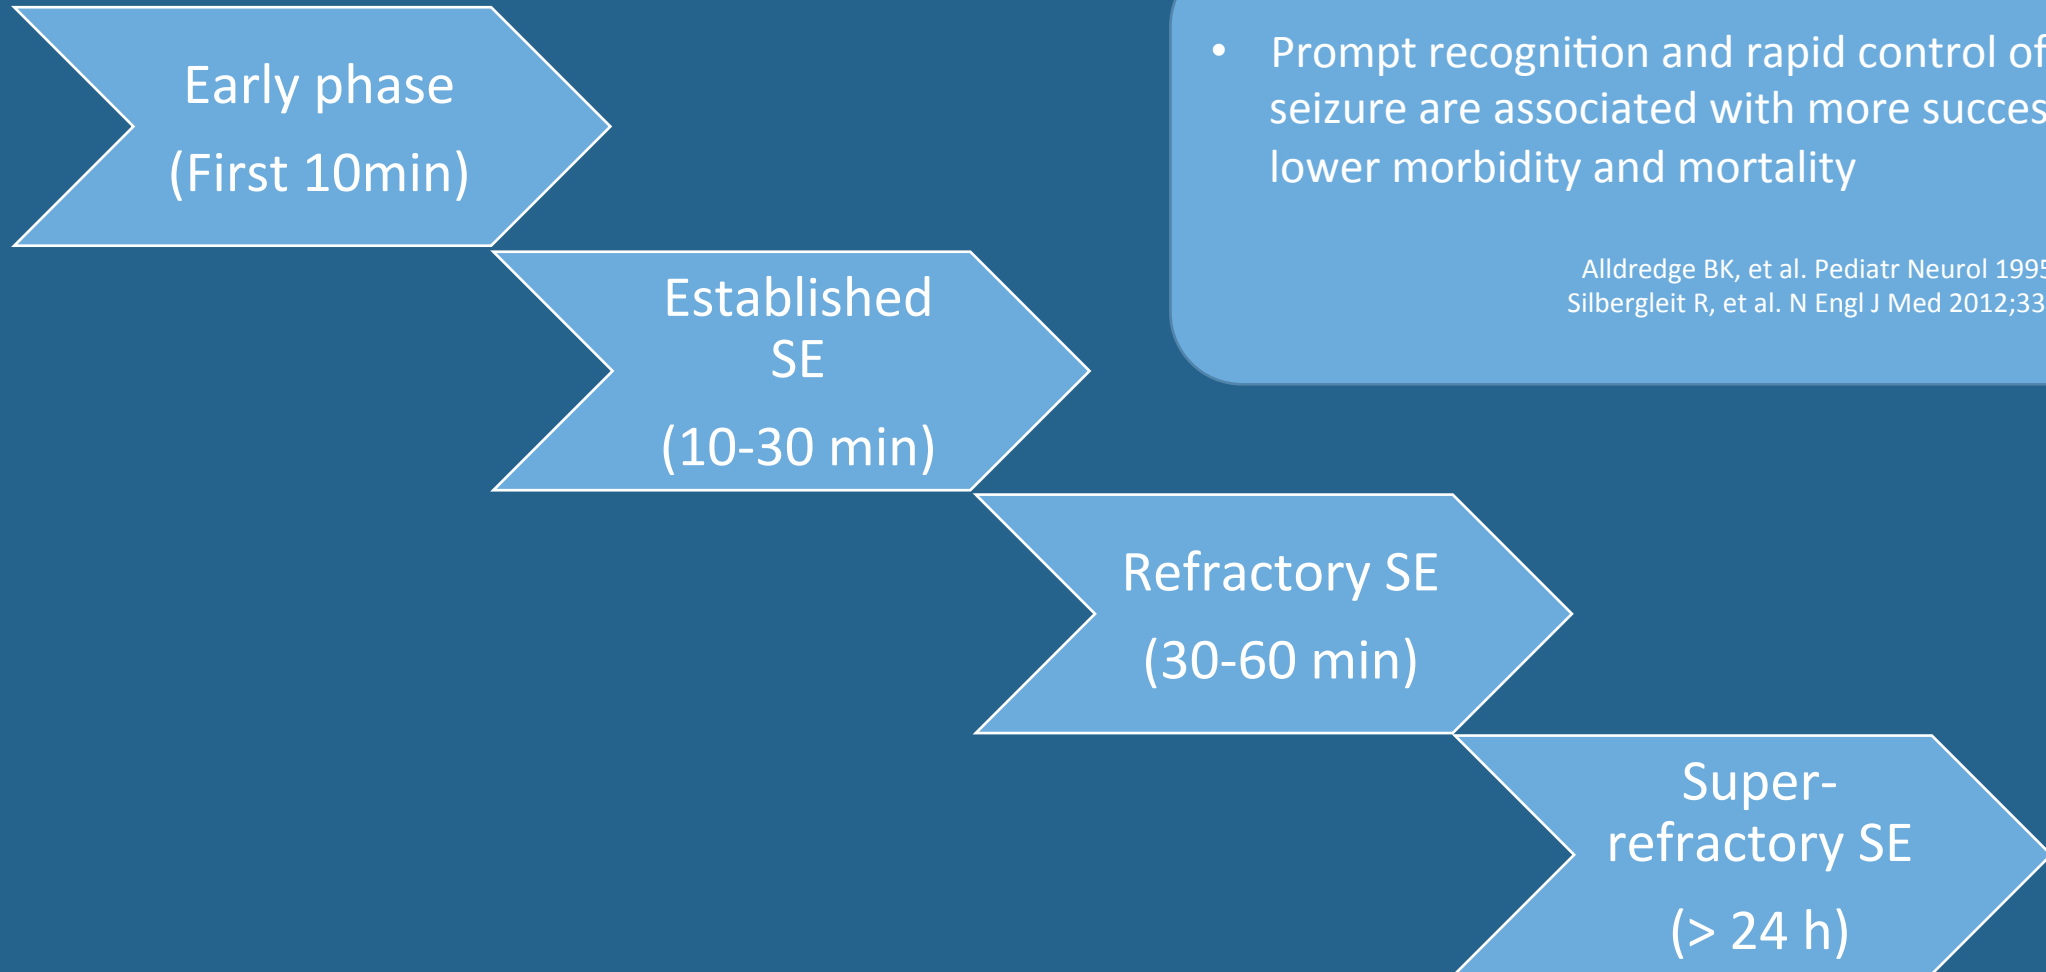 Early phase
(First 10min)
• Prompt recognition and rapid control of
seizure are associated with more succes
lower morbidity and mortality
Alldredge BK, et al. Pediatr Neurol 1995
Silbergleit R, et al. N Engl J Med 2012;33
Established
SE
(10-30 min)
Refractory SE
(30-60 min)
Super-
refractory SE
(> 24 h)